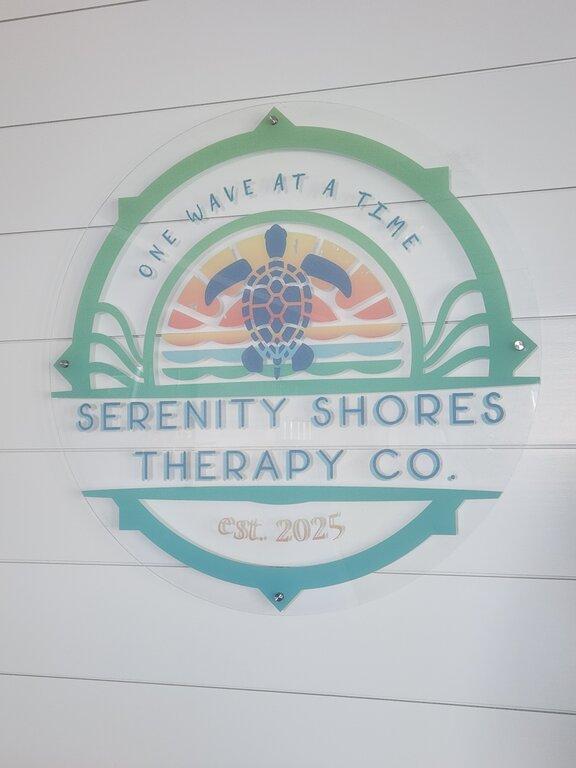 ONE WAVE AT A TIME
SERENITY SHORES
THERAPY CO.
est. 2025